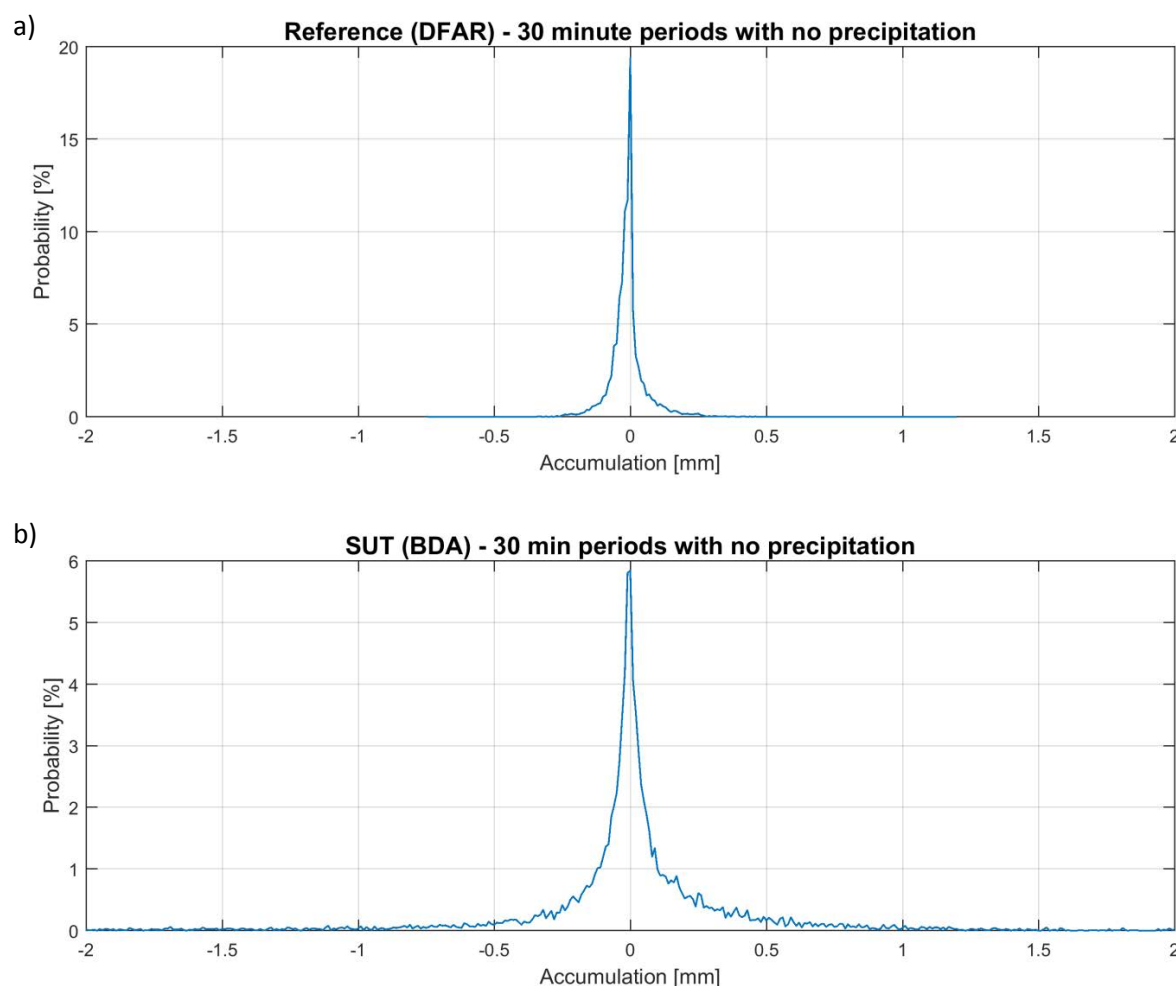 a)
Reference (DFAR) - 30 minute periods with no precipitation
20
15
10
5
0
Probability [%]
-2 -1.5 -1 -0.5 0 0.5 1 1.5 2
Accumulation [mm]
b)
SUT (BDA) - 30 min periods with no precipitation
6
5
4
3
2
1
0
Probability [%]
-2 -1.5 -1 -0.5 0 0.5 1 1.5 2
Accumulation [mm]